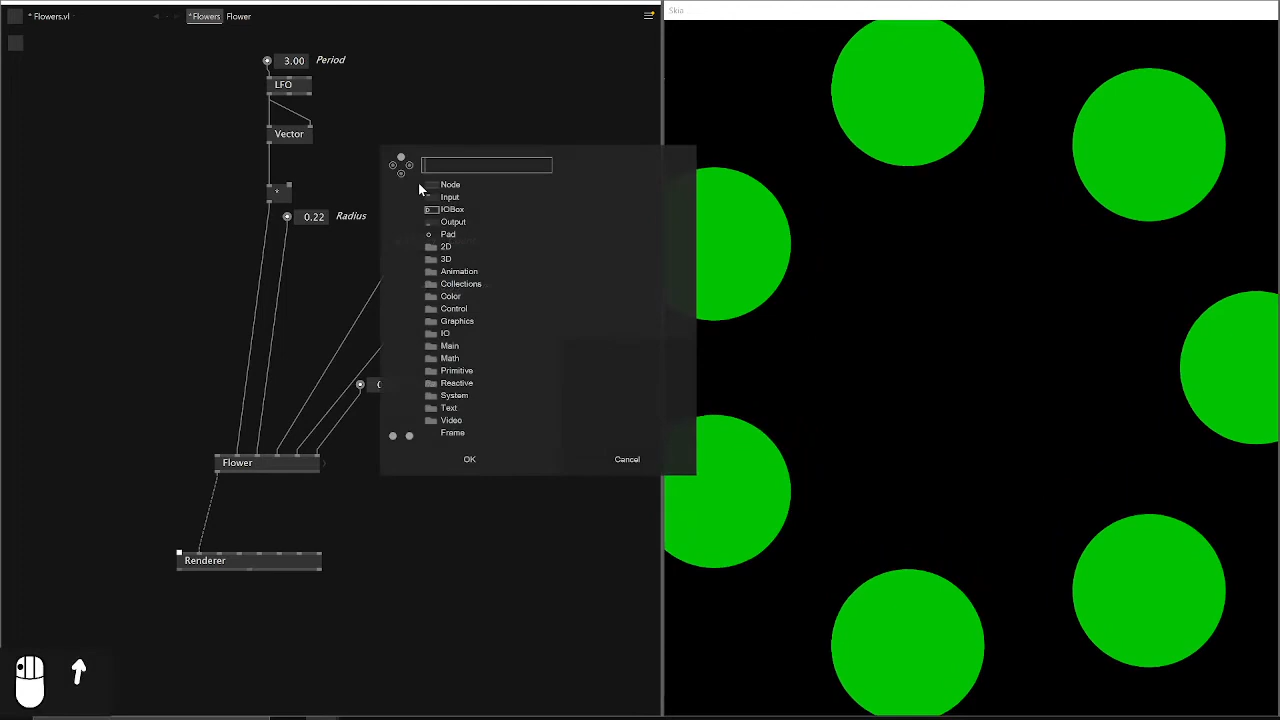 * Flowers.vl
*Flowers Flower
Skia
3.00 Period
LFO
Vector
*
0.22 Radius
Flower
Renderer
Node
Input
IOBox
Output
Pad
2D
3D
Animation
Collections
Color
Control
Graphics
IO
Main
Math
Primitive
Reactive
System
Text
Video
Frame
OK Cancel